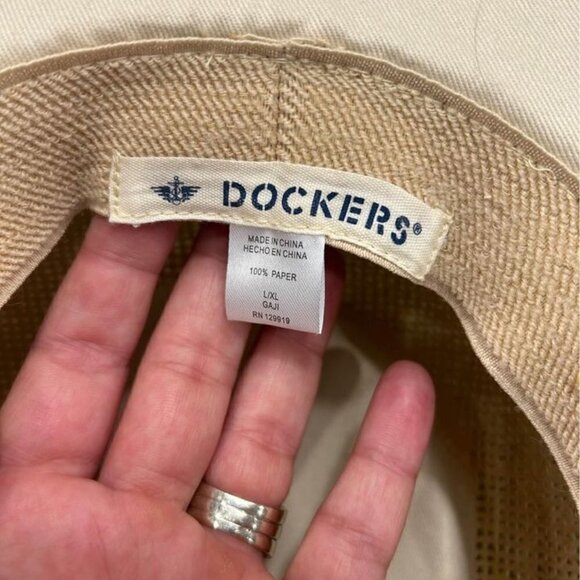 DOCKERS®
MADE IN CHINA
HECHO EN CHINA
100% PAPER
L/XL
GAJI
RN 129919